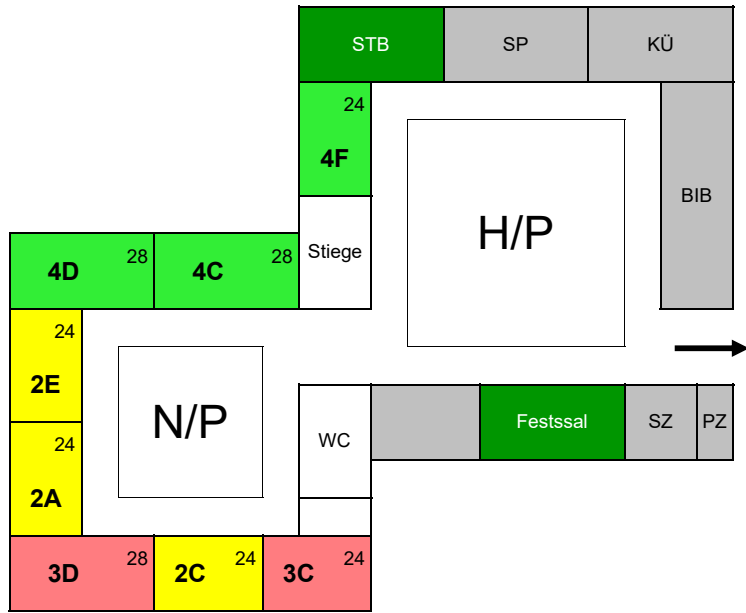 STB
SP
KÜ
24
4F
BIB
H/P
Stiege
4D
28
4C
28
24
2E
N/P
24
2A
WC
Festssal
SZ
PZ
3D
28
2C
24
3C
24